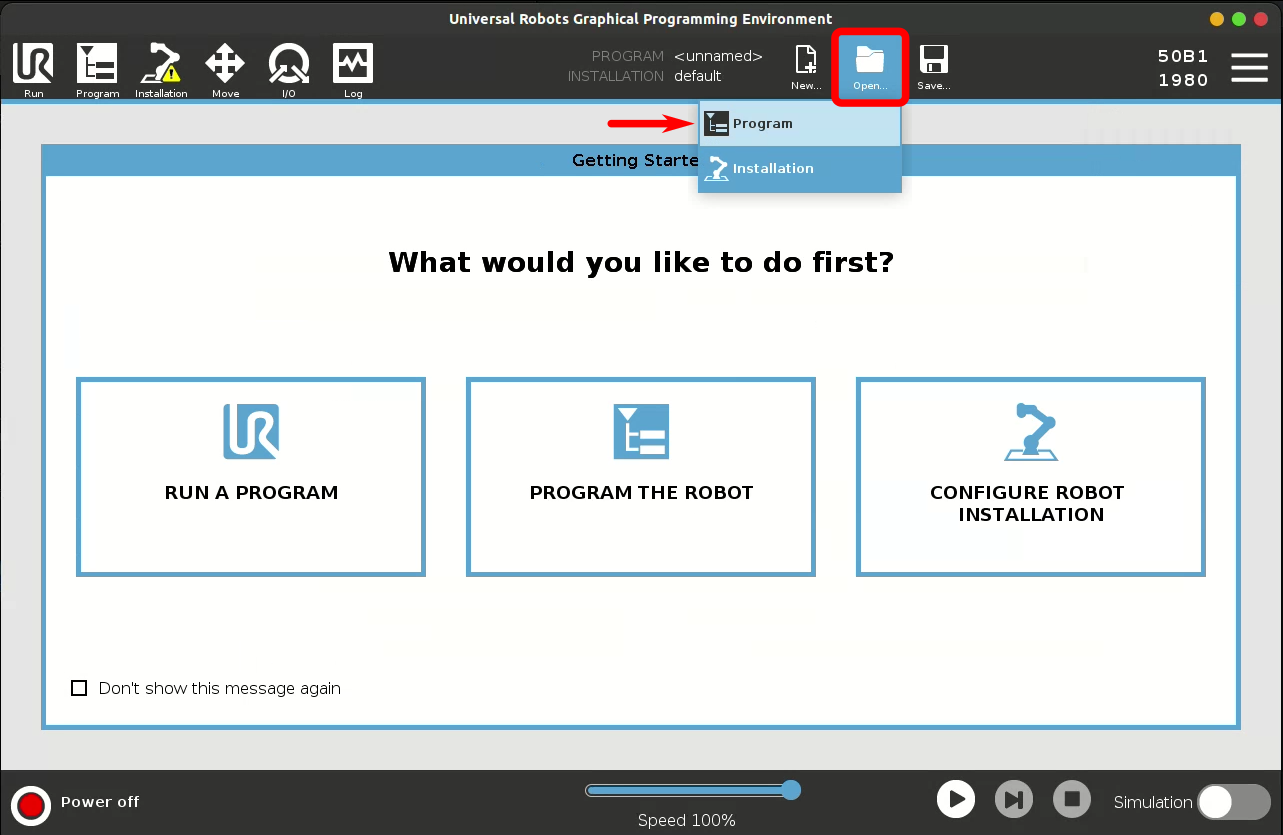 Universal Robots Graphical Programming Environment
PROGRAM <unnamed>
INSTALLATION default
50B1
1980
Run Program Installation Move I/O Log New... Open... Save...
Program
Installation
Getting Starte
What would you like to do first?
RUN A PROGRAM
PROGRAM THE ROBOT
CONFIGURE ROBOT
INSTALLATION
Don't show this message again
Power off
Speed 100%
Simulation